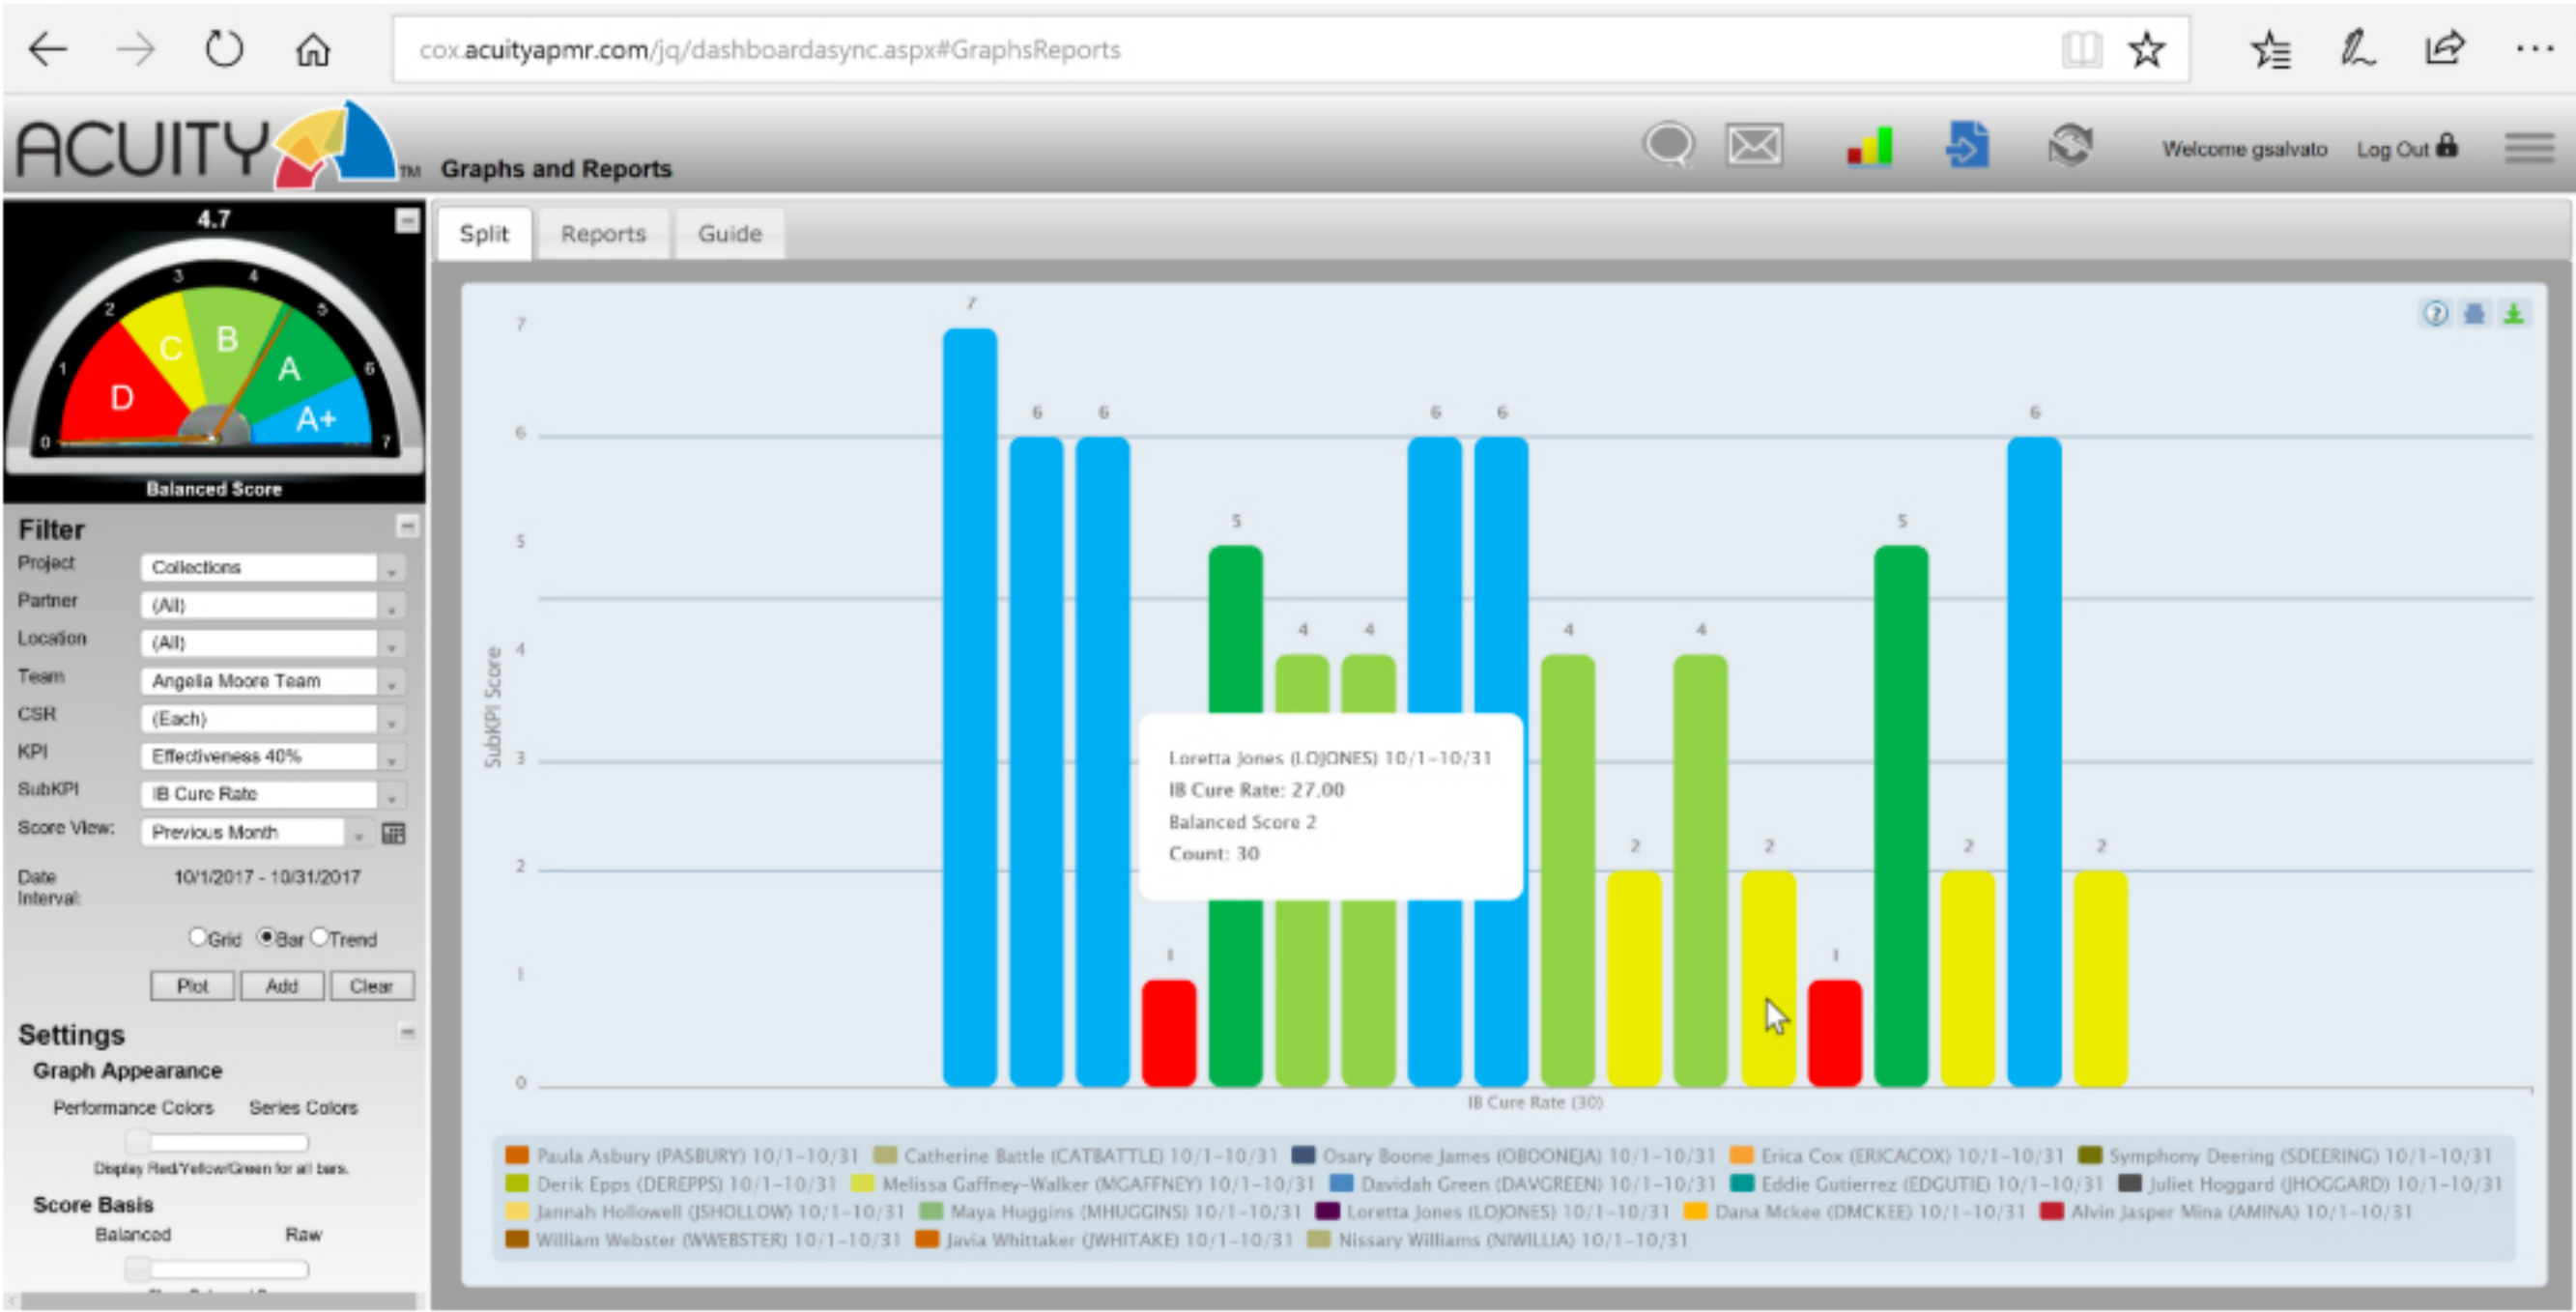 cox.acuityapmr.com/jq/dashboardasync.aspx#GraphsReports
ACUITY TM Graphs and Reports
Welcome gsalvato Log Out
4.7
0 1 2 3 4 5 6 7
D C B A A+
Balanced Score
Filter
Project Collections
Partner (All)
Location (All)
Team Angelia Moore Team
CSR (Each)
KPI Effectiveness 40%
SubKPI IB Cure Rate
Score View: Previous Month
Date Interval: 10/1/2017 - 10/31/2017
Grid Bar Trend
Plot Add Clear
Settings
Graph Appearance
Performance Colors Series Colors
Display Red/Yellow/Green for all bars.
Score Basis
Balanced Raw
Split Reports Guide
SubKPI Score
7
6
5
4
3
2
1
0
7 6 6 1 5 4 4 6 6 4 2 4 2 1 5 2 6 2
Loretta Jones (LOJONES) 10/1-10/31
IB Cure Rate: 27.00
Balanced Score 2
Count: 30
IB Cure Rate (30)
Paula Asbury (PASBURY) 10/1-10/31 Catherine Battle (CATBATTLE) 10/1-10/31 Osary Boone James (OBOONEJA) 10/1-10/31 Erica Cox (ERICACOX) 10/1-10/31 Symphony Deering (SDEERING) 10/1-10/31
Derik Epps (DEREPPS) 10/1-10/31 Melissa Gaffney-Walker (MGAFFNEY) 10/1-10/31 Davidah Green (DAVGREEN) 10/1-10/31 Eddie Gutierrez (EDGUTIE) 10/1-10/31 Juliet Hoggard (JHOGGARD) 10/1-10/31
Jannah Hollowell (JSHOLLOW) 10/1-10/31 Maya Huggins (MHUGGINS) 10/1-10/31 Loretta Jones (LOJONES) 10/1-10/31 Dana Mckee (DMCKEE) 10/1-10/31 Alvin Jasper Mina (AMINA) 10/1-10/31
William Webster (WWEBSTER) 10/1-10/31 Javia Whittaker (JWHITAKE) 10/1-10/31 Nissary Williams (NIWILLIA) 10/1-10/31